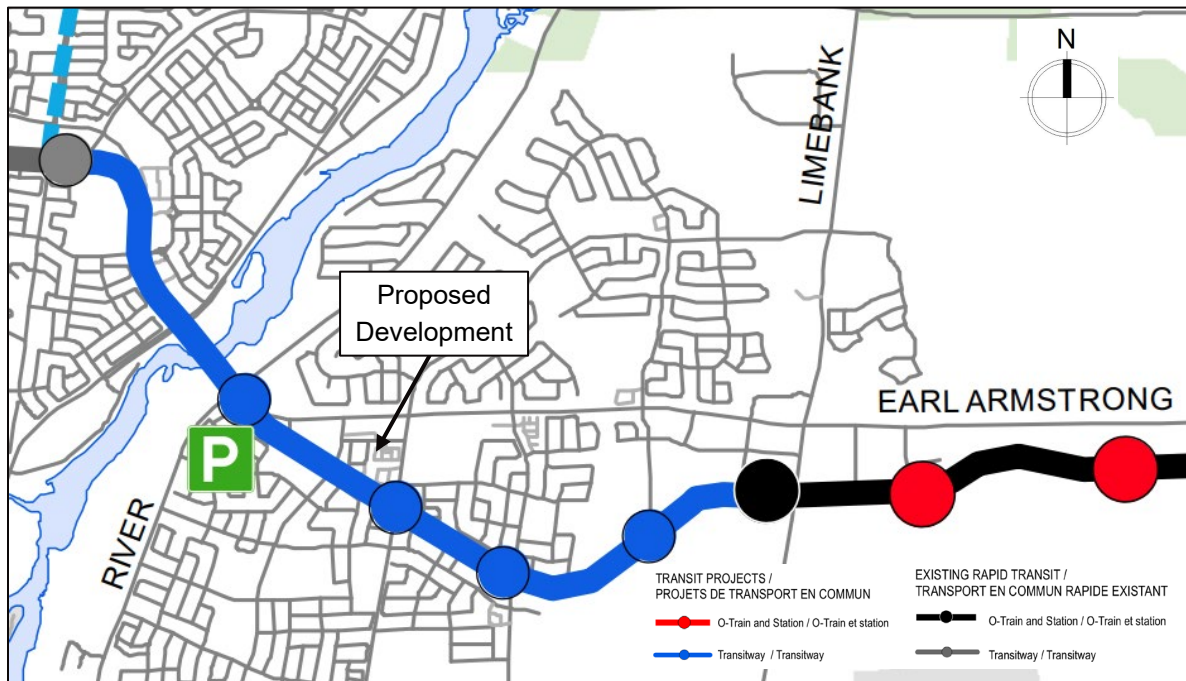 N
LIMEBANK
Proposed
Development
EARL ARMSTRONG
P
RIVER
TRANSIT PROJECTS /
PROJETS DE TRANSPORT EN COMMUN
O-Train and Station / O-Train et station
Transitway / Transitway
EXISTING RAPID TRANSIT /
TRANSPORT EN COMMUN RAPIDE EXISTANT
O-Train and Station / O-Train et station
Transitway / Transitway